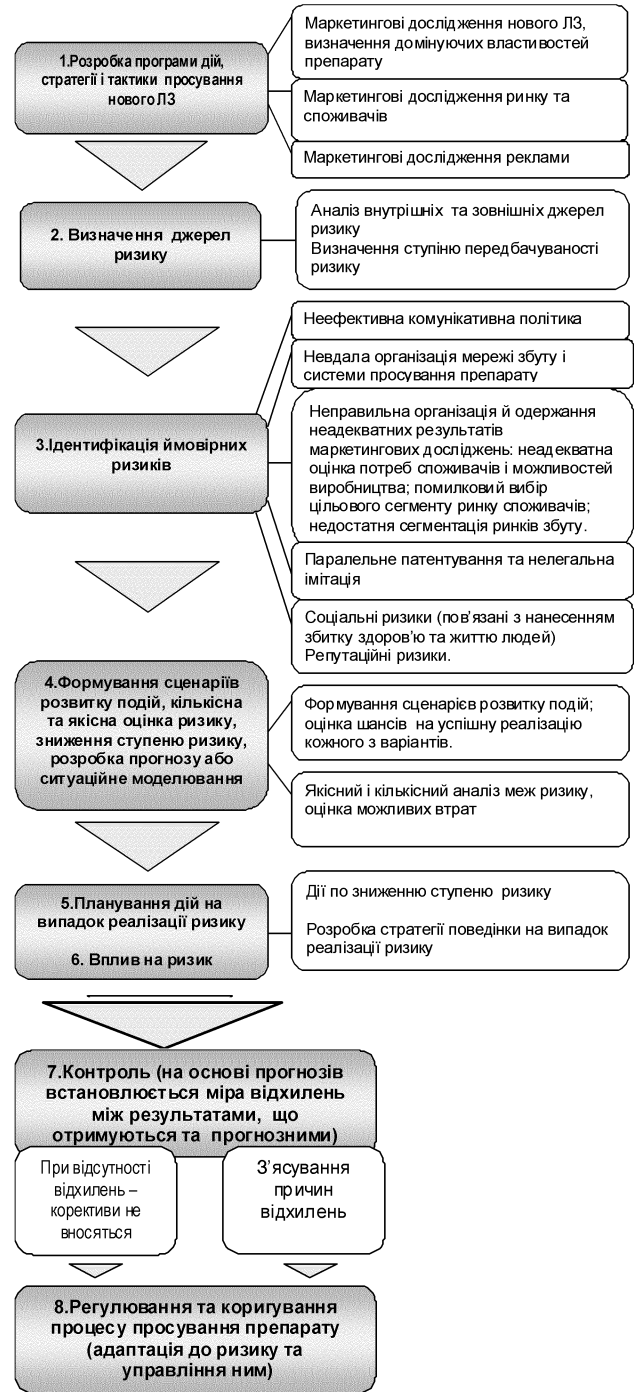 1.Розробка програми дій,
стратегії і тактики просування
нового ЛЗ
Маркетингові дослідження нового ЛЗ,
визначення домінуючих властивостей
препарату
Маркетингові дослідження ринку та
споживачів
Маркетингові дослідження реклами
2. Визначення джерел
ризику
Аналіз внутрішніх та зовнішніх джерел
ризику
Визначення ступіню передбачуваності
ризику
3.Ідентифікація ймовірних
ризиків
Неефективна комунікативна політика
Невдала організація мережі збуту і
системи просування препарату
Неправильна організація й одержання
неадекватних результатів
маркетингових досліджень: неадекватна
оцінка потреб споживачів і можливостей
виробництва; помилковий вибір
цільового сегменту ринку споживачів;
недостатня сегментація ринків збуту.
Паралельне патентування та нелегальна
імітація
Соціальні ризики (пов’язані з нанесенням
збитку здоров’ю та життю людей)
Репутаційні ризики.
4.Формування сценаріїв
розвитку подій, кількісна
та якісна оцінка ризику,
зниження ступеню ризику,
розробка прогнозу або
ситуаційне моделювання
Формування сценарієв розвитку подій;
оцінка шансів на успішну реалізацію
кожного з варіантів.
Якісний і кількісний аналіз меж ризику,
оцінка можливих втрат
5.Планування дій на
випадок реалізації ризику
6. Вплив на ризик
Дії по зниженню ступеню ризику
Розробка стратегії поведінки на випадок
реалізації ризику
7.Контроль (на основі прогнозів
встановлюється міра відхилень
між результатами, що
отримуються та прогнозними)
При відсутності
відхилень –
корективи не
вносяться
З’ясування
причин
відхилень
8.Регулювання та коригування
процесу просування препарату
(адаптація до ризику та
управління ним)